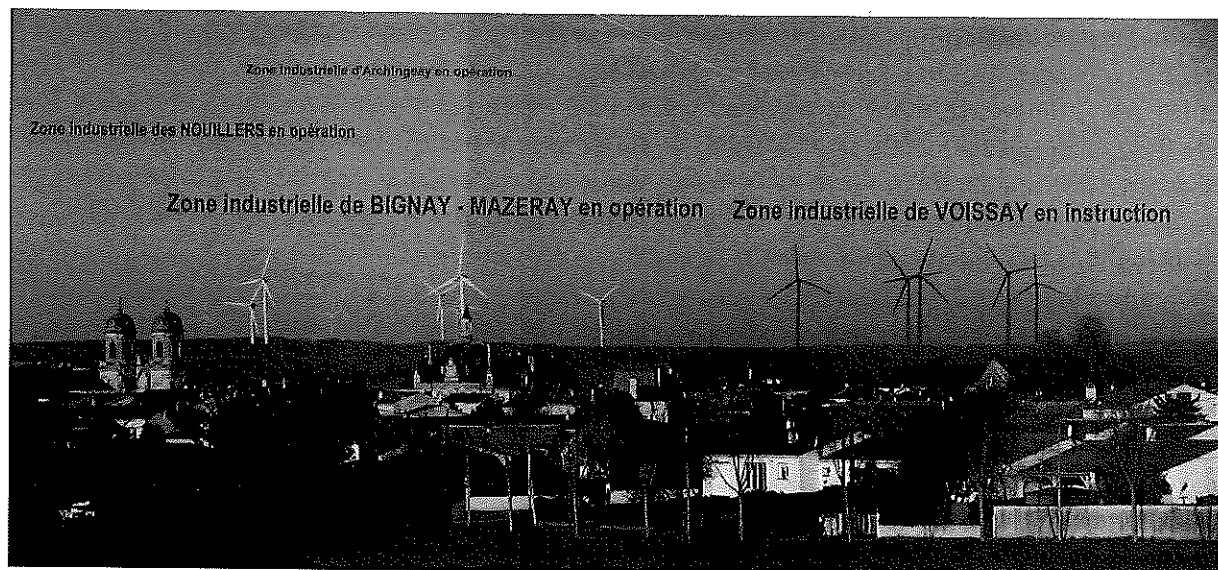 Zone industrielle d'Archingeay en opération
Zone industrielle des NOUILLERS en opération
Zone industrielle de BIGNAY - MAZERAY en opération
Zone industrielle de VOISSAY en instruction